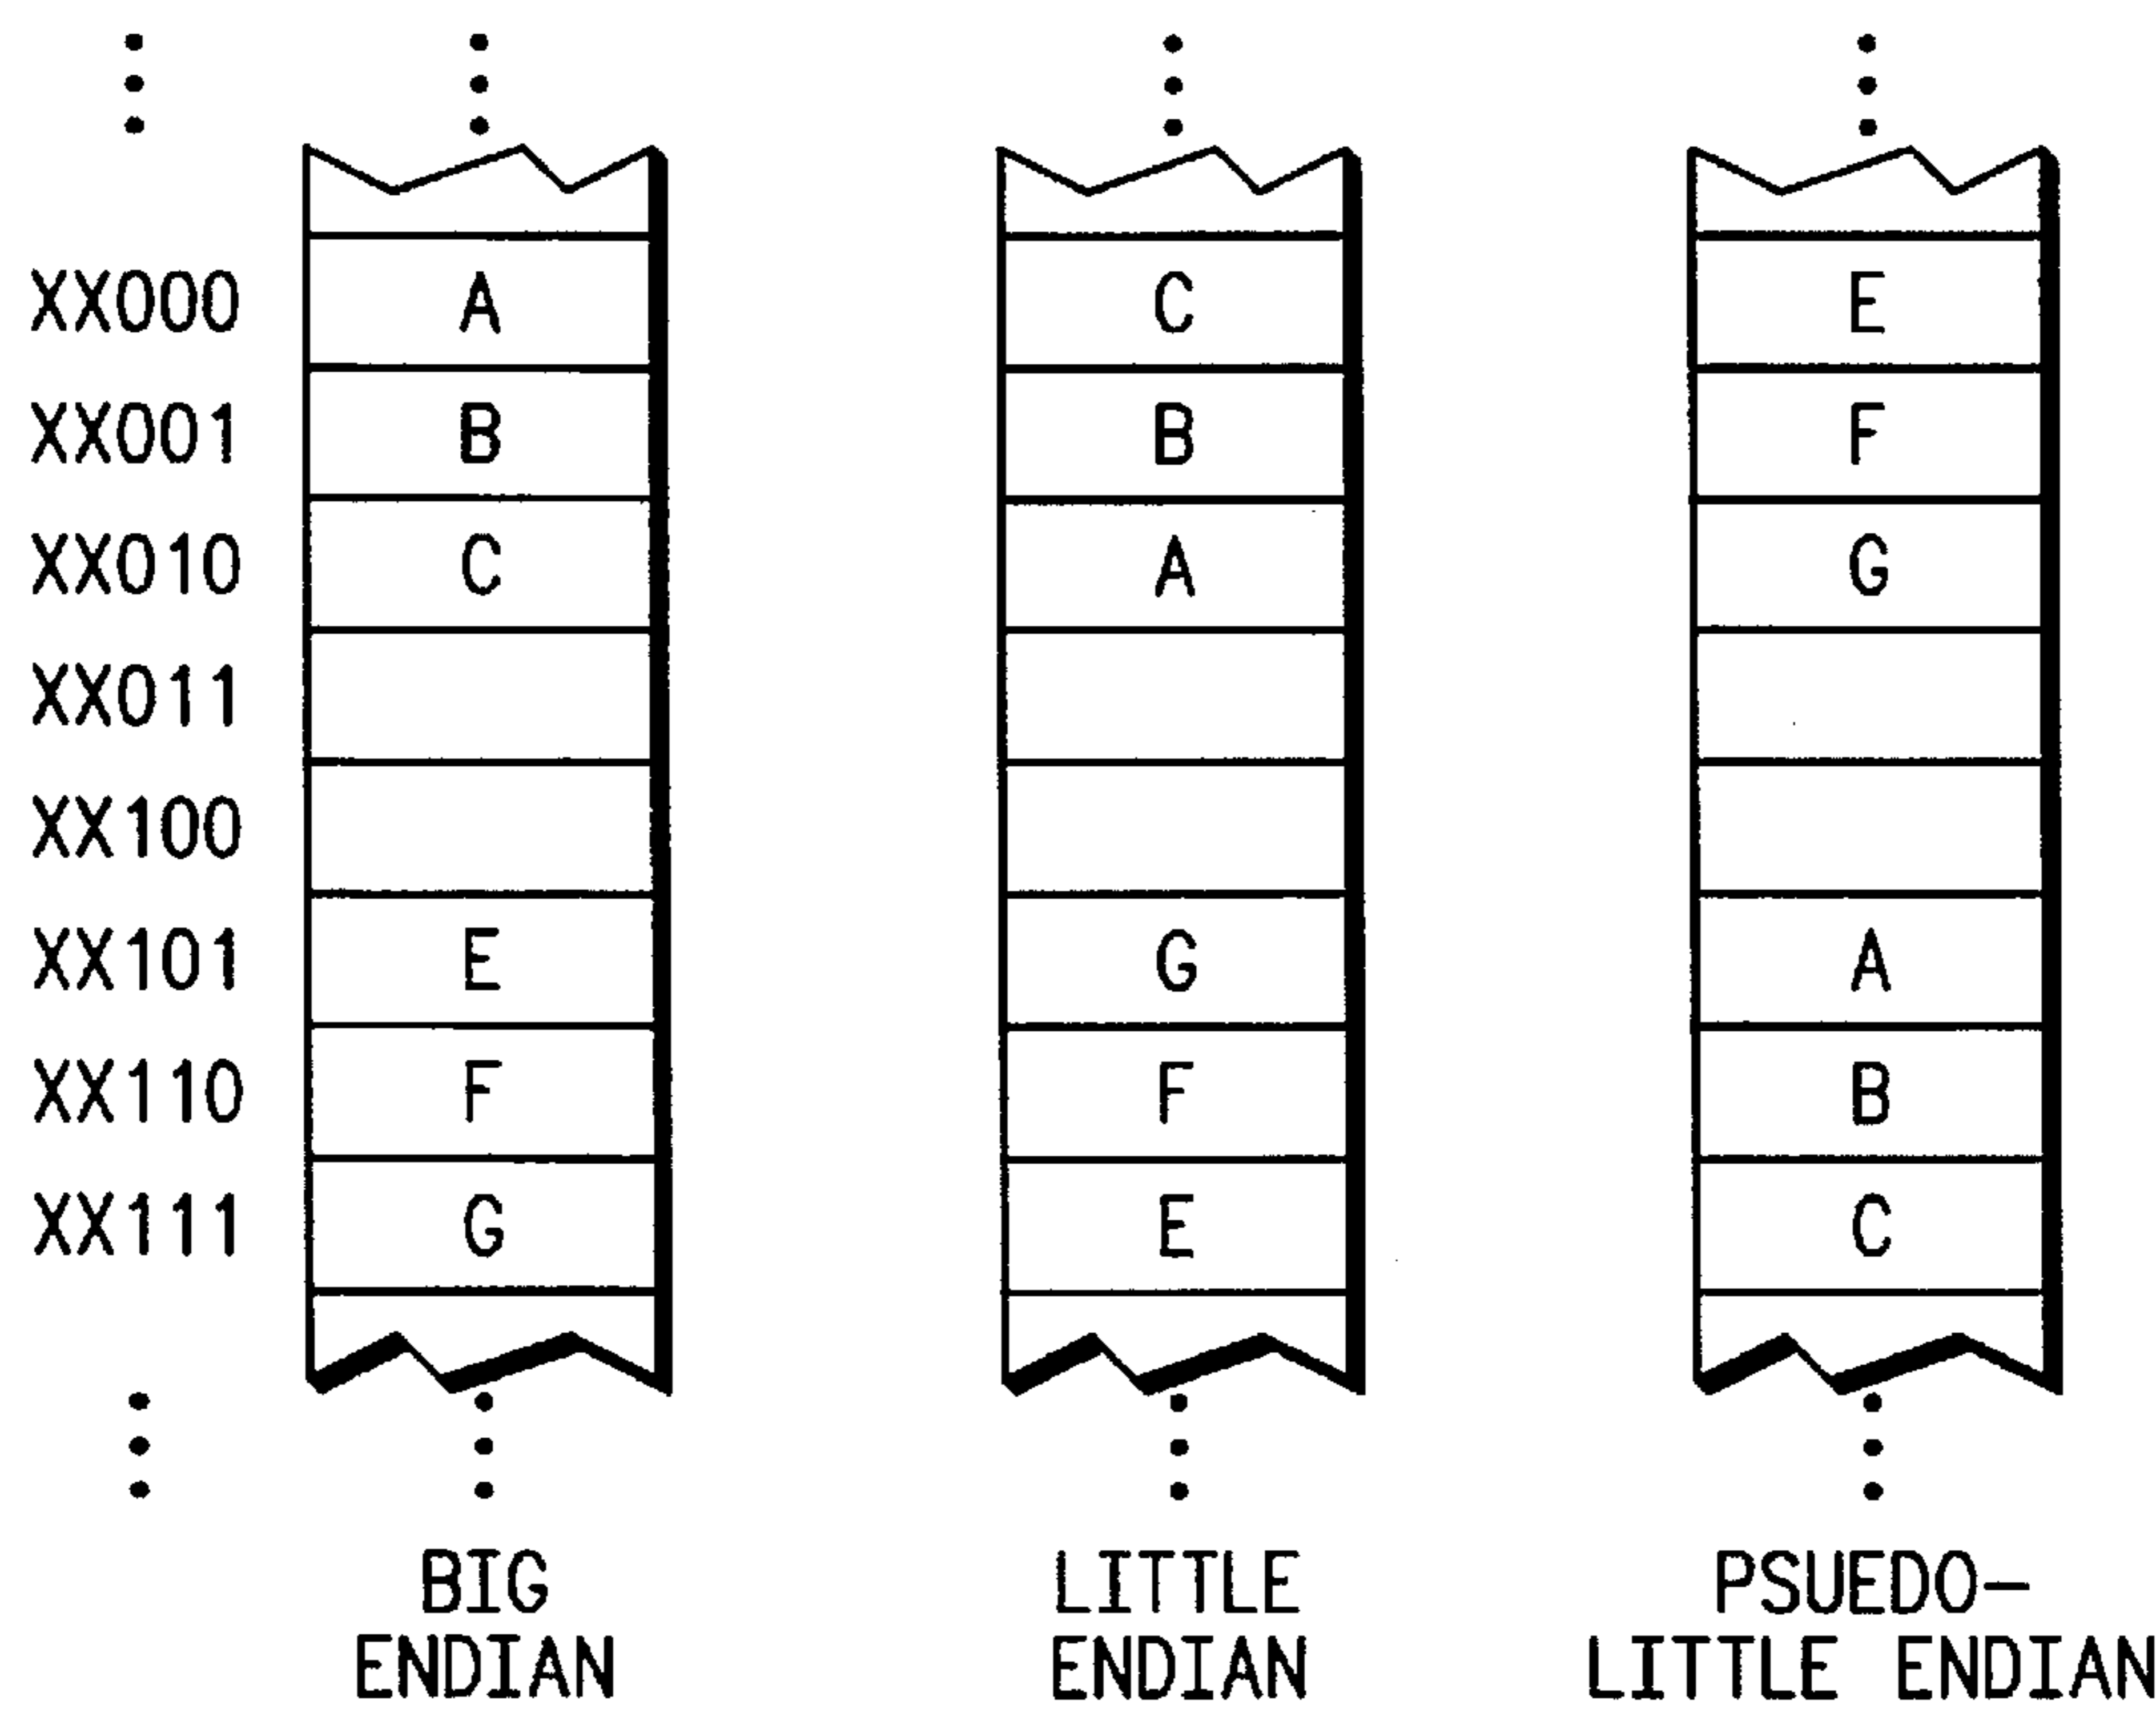 XX000 A C E
XX001 B B F
XX010 C A G
XX011
XX100
XX101 E G A
XX110 F F B
XX111 G E C
BIG LITTLE PSUEDO-
ENDIAN ENDIAN LITTLE ENDIAN